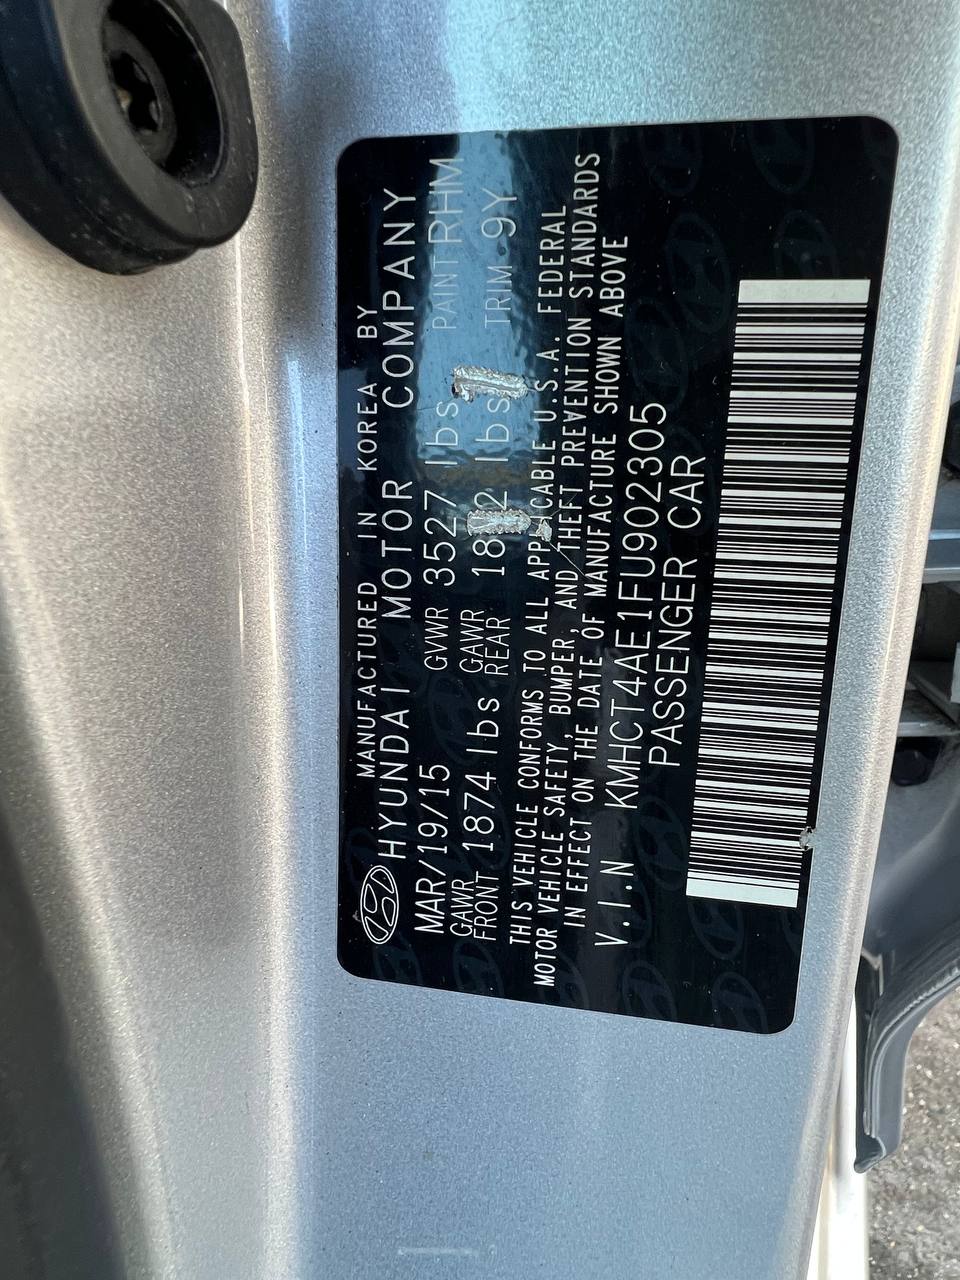 MANUFACTURED IN KOREA BY
HYUNDAI MOTOR COMPANY
MAR/19/15 GVWR 3527 lbs PAINT RHM
GAWR FRONT 1874 lbs GAWR REAR lbs TRIM 9Y
THIS VEHICLE CONFORMS TO ALL APPLICABLE U.S.A. FEDERAL
MOTOR VEHICLE SAFETY, BUMPER, AND THEFT PREVENTION STANDARDS
IN EFFECT ON THE DATE OF MANUFACTURE SHOWN ABOVE
V.I.N KMHCT4AE1FU902305
PASSENGER CAR